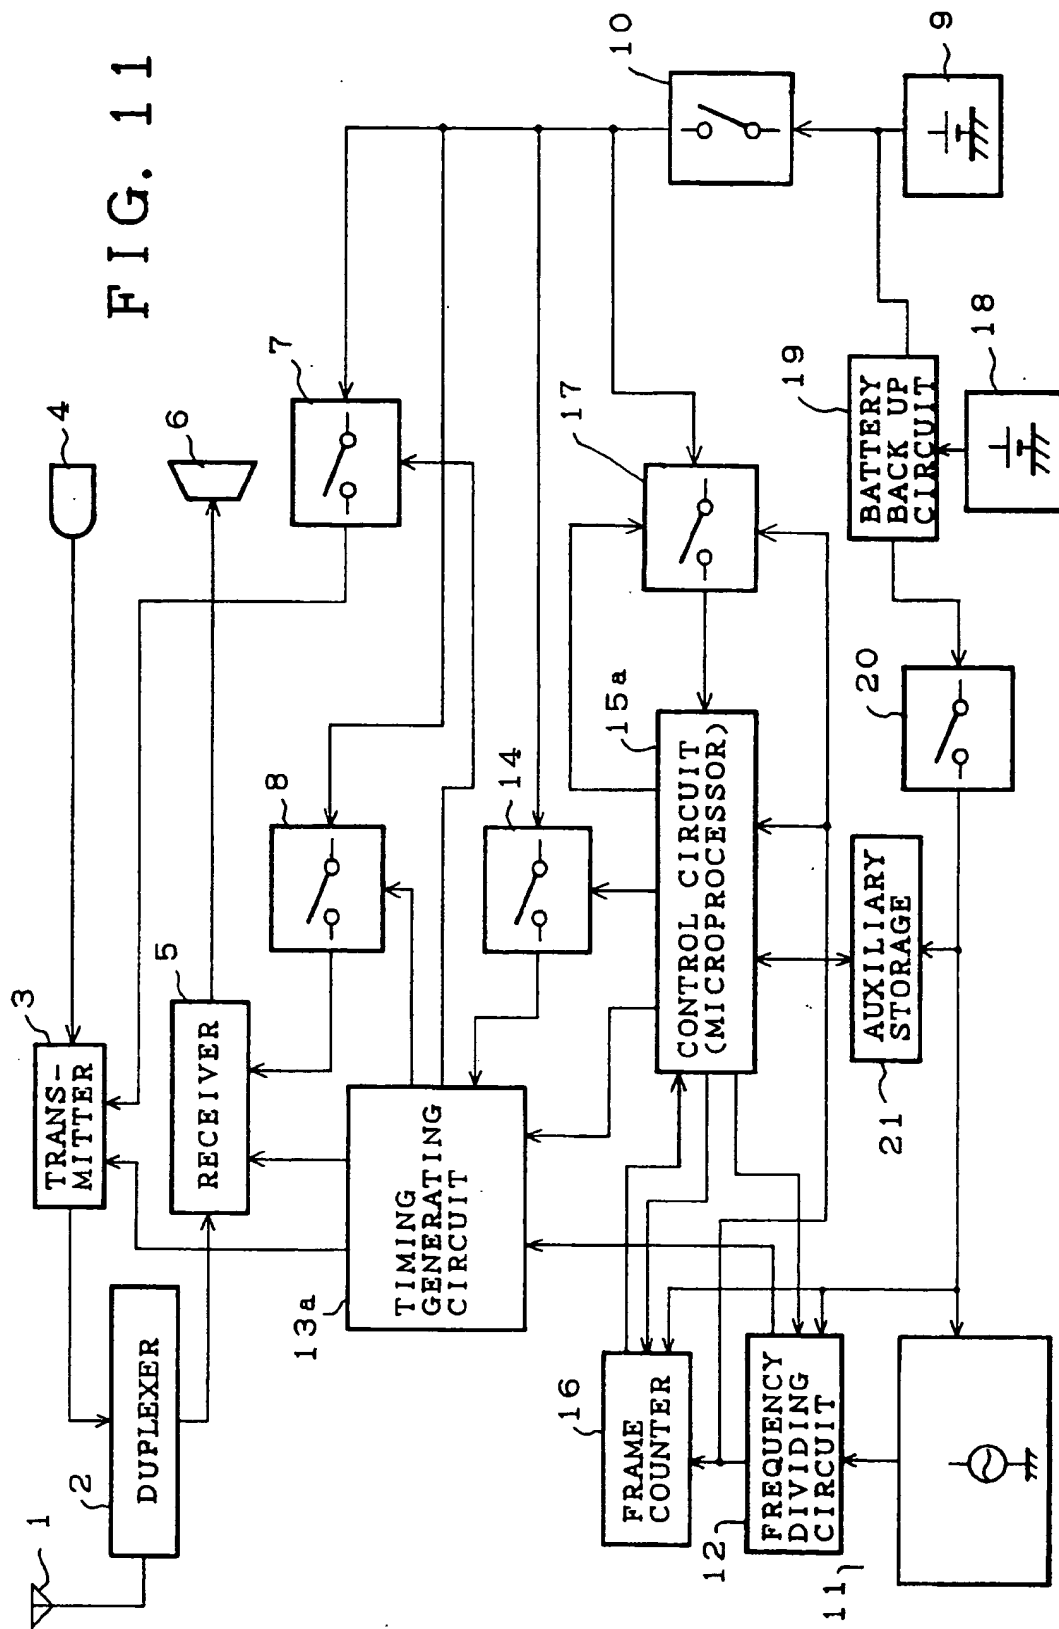 FIG. 11
1
2
DUPLEXER
3
TRANS-
MITTER
4
5
RECEIVER
6
7
8
13a
TIMING
GENERATING
CIRCUIT
14
10
9
16
FRAME
COUNTER
12
FREQUENCY
DIVIDING
CIRCUIT
11
15a
CONTROL CIRCUIT
(MICROPROCESSOR)
17
21
AUXILIARY
STORAGE
20
19
BATTERY
BACK UP
CIRCUIT
18